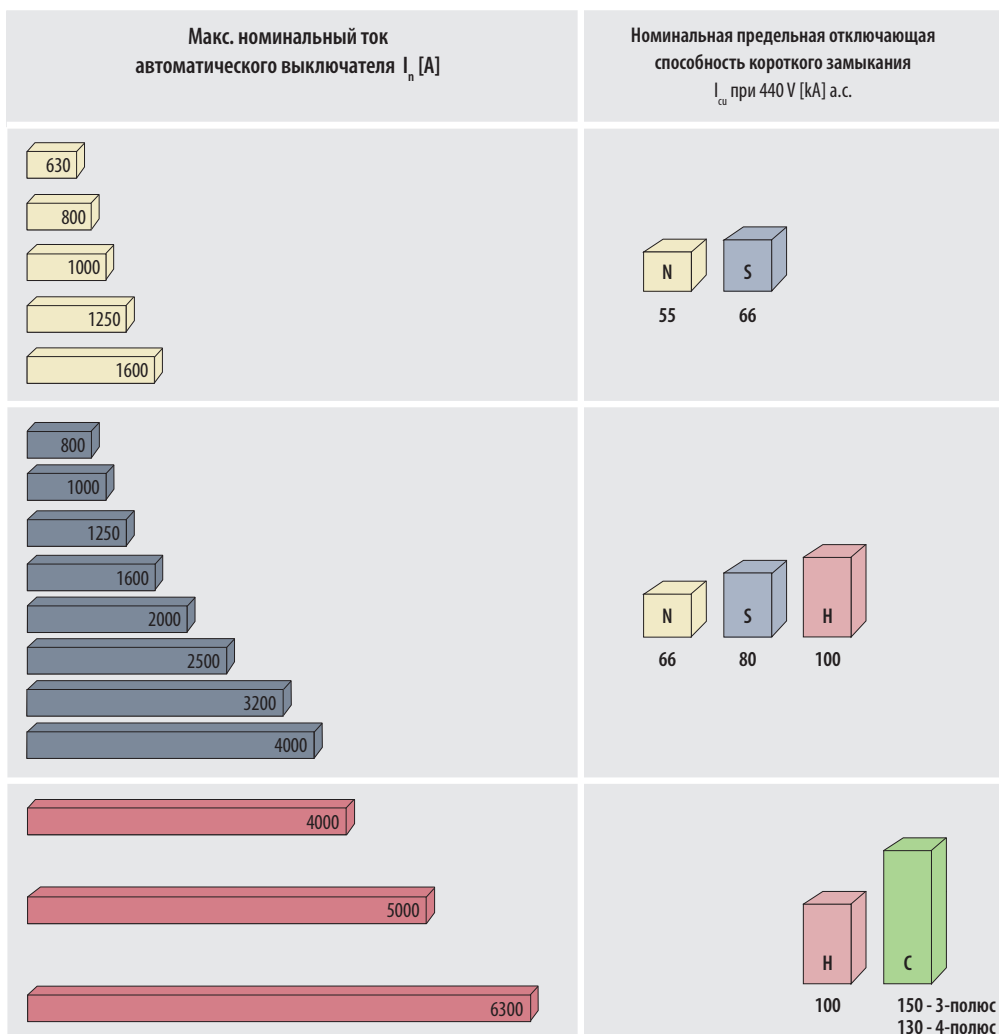 Макс. номинальный ток
автоматического выключателя In [A]
Номинальная предельная отключающая
способность короткого замыкания
Icu при 440 V [kA] a.c.
630
800
1000
1250
1600
N
S
55
66
800
1000
1250
1600
2000
2500
3200
4000
N
S
H
66
80
100
4000
5000
6300
H
C
100
150 - 3-полюс
130 - 4-полюс